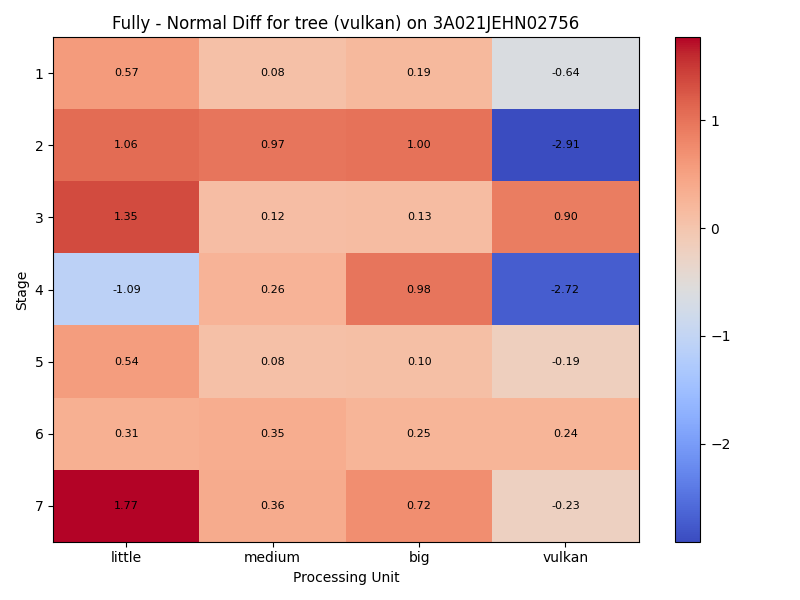 Fully - Normal Diff for tree (vulkan) on 3A021JEHN02756
1 0.57 0.08 0.19 -0.64
2 1.06 0.97 1.00 -2.91
3 1.35 0.12 0.13 0.90
4 -1.09 0.26 0.98 -2.72
5 0.54 0.08 0.10 -0.19
6 0.31 0.35 0.25 0.24
7 1.77 0.36 0.72 -0.23
Stage
little medium big vulkan
Processing Unit
1
0
−1
−2